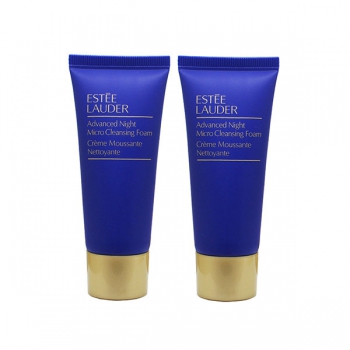 ESTĒE
LAUDER
Advanced Night
Micro Cleansing Foam
Crème Moussante
Nettoyante
ESTĒE
LAUDER
Advanced Night
Micro Cleansing Foam
Crème Moussante
Nettoyante